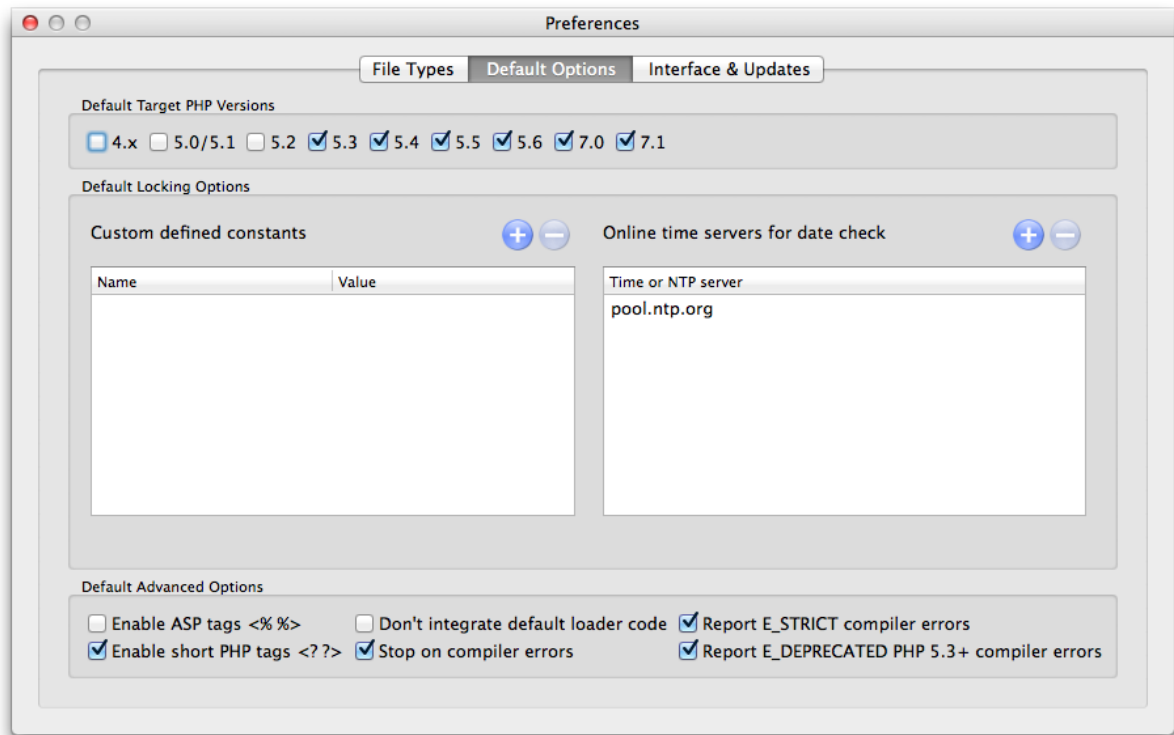 Preferences
File Types Default Options Interface & Updates
Default Target PHP Versions
4.x 5.0/5.1 5.2 5.3 5.4 5.5 5.6 7.0 7.1
Default Locking Options
Custom defined constants
Name Value
Online time servers for date check
Time or NTP server
pool.ntp.org
Default Advanced Options
Enable ASP tags <% %> Don't integrate default loader code Report E_STRICT compiler errors
Enable short PHP tags <? ?> Stop on compiler errors Report E_DEPRECATED PHP 5.3+ compiler errors